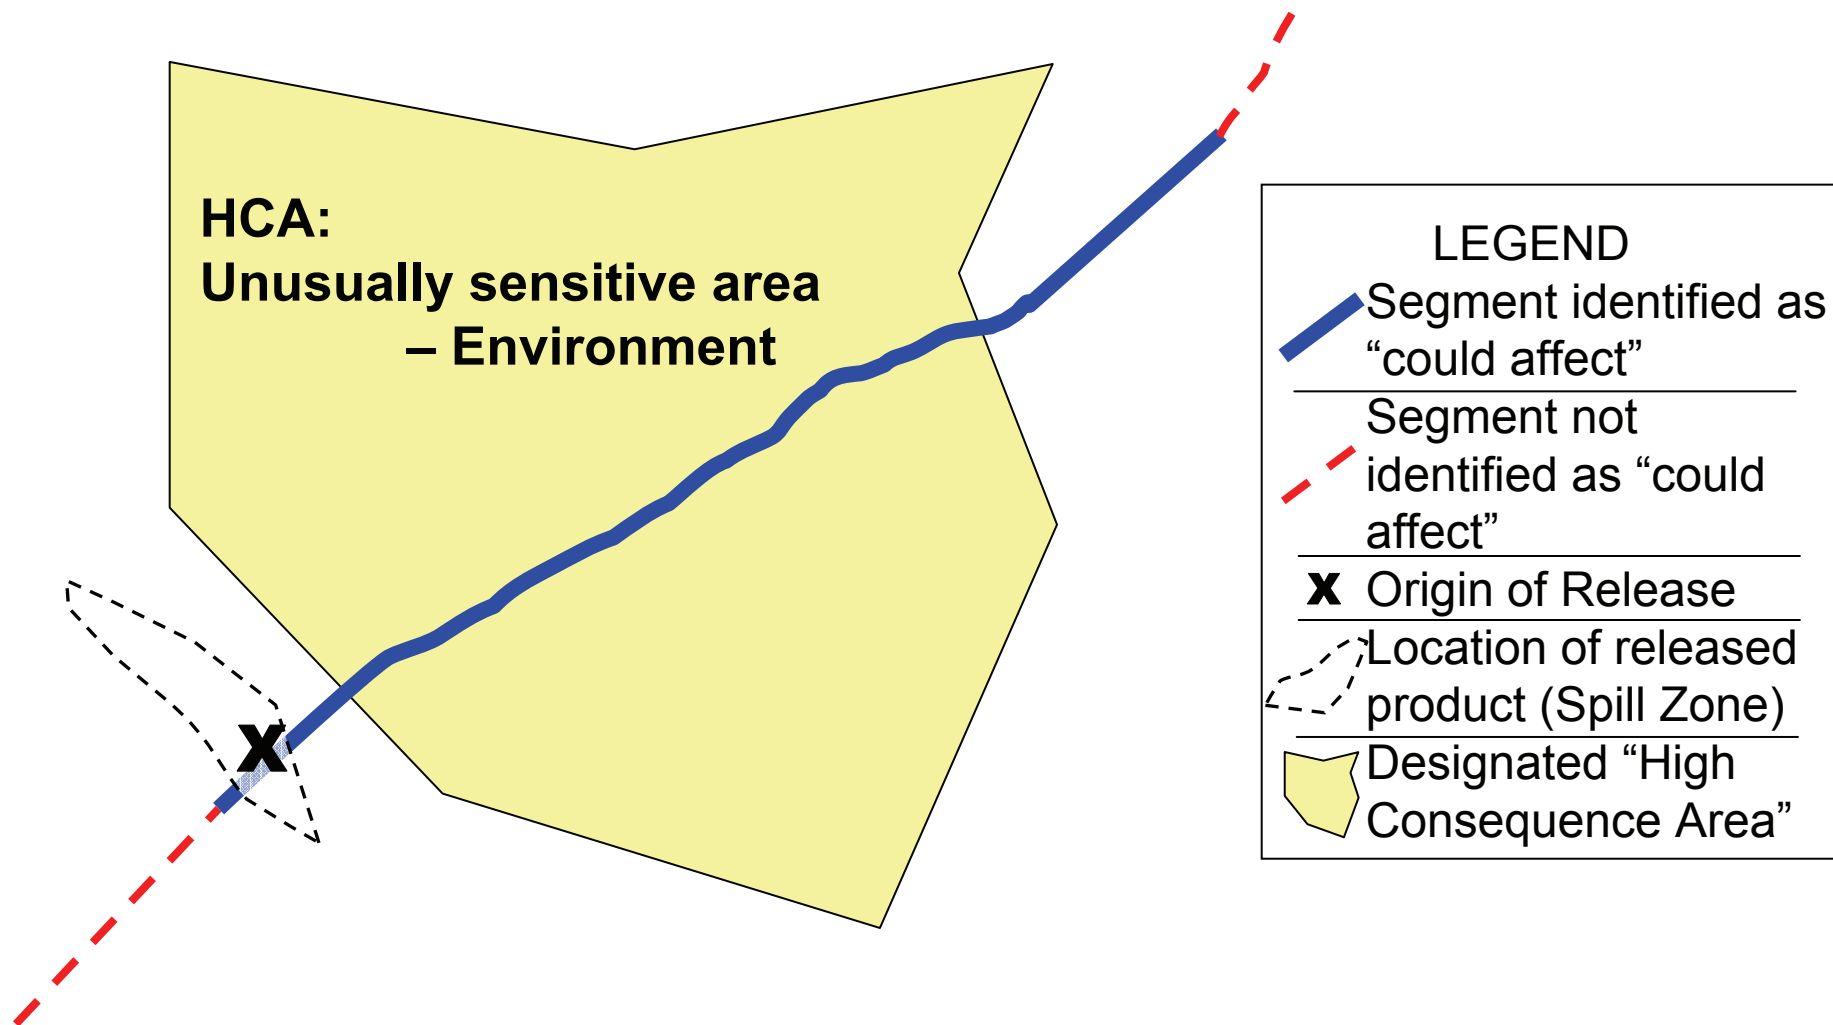 HCA:
Unusually sensitive area
– Environment
LEGEND
Segment identified as
“could affect”
Segment not
identified as “could
affect”
X Origin of Release
Location of released
product (Spill Zone)
Designated “High
Consequence Area”
X